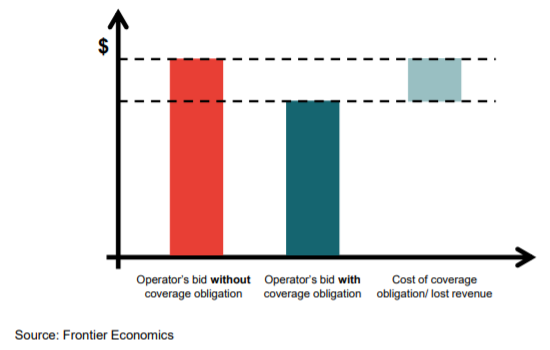 $
Operator's bid without
coverage obligation
Operator's bid with
coverage obligation
Cost of coverage
obligation/ lost revenue
Source: Frontier Economics